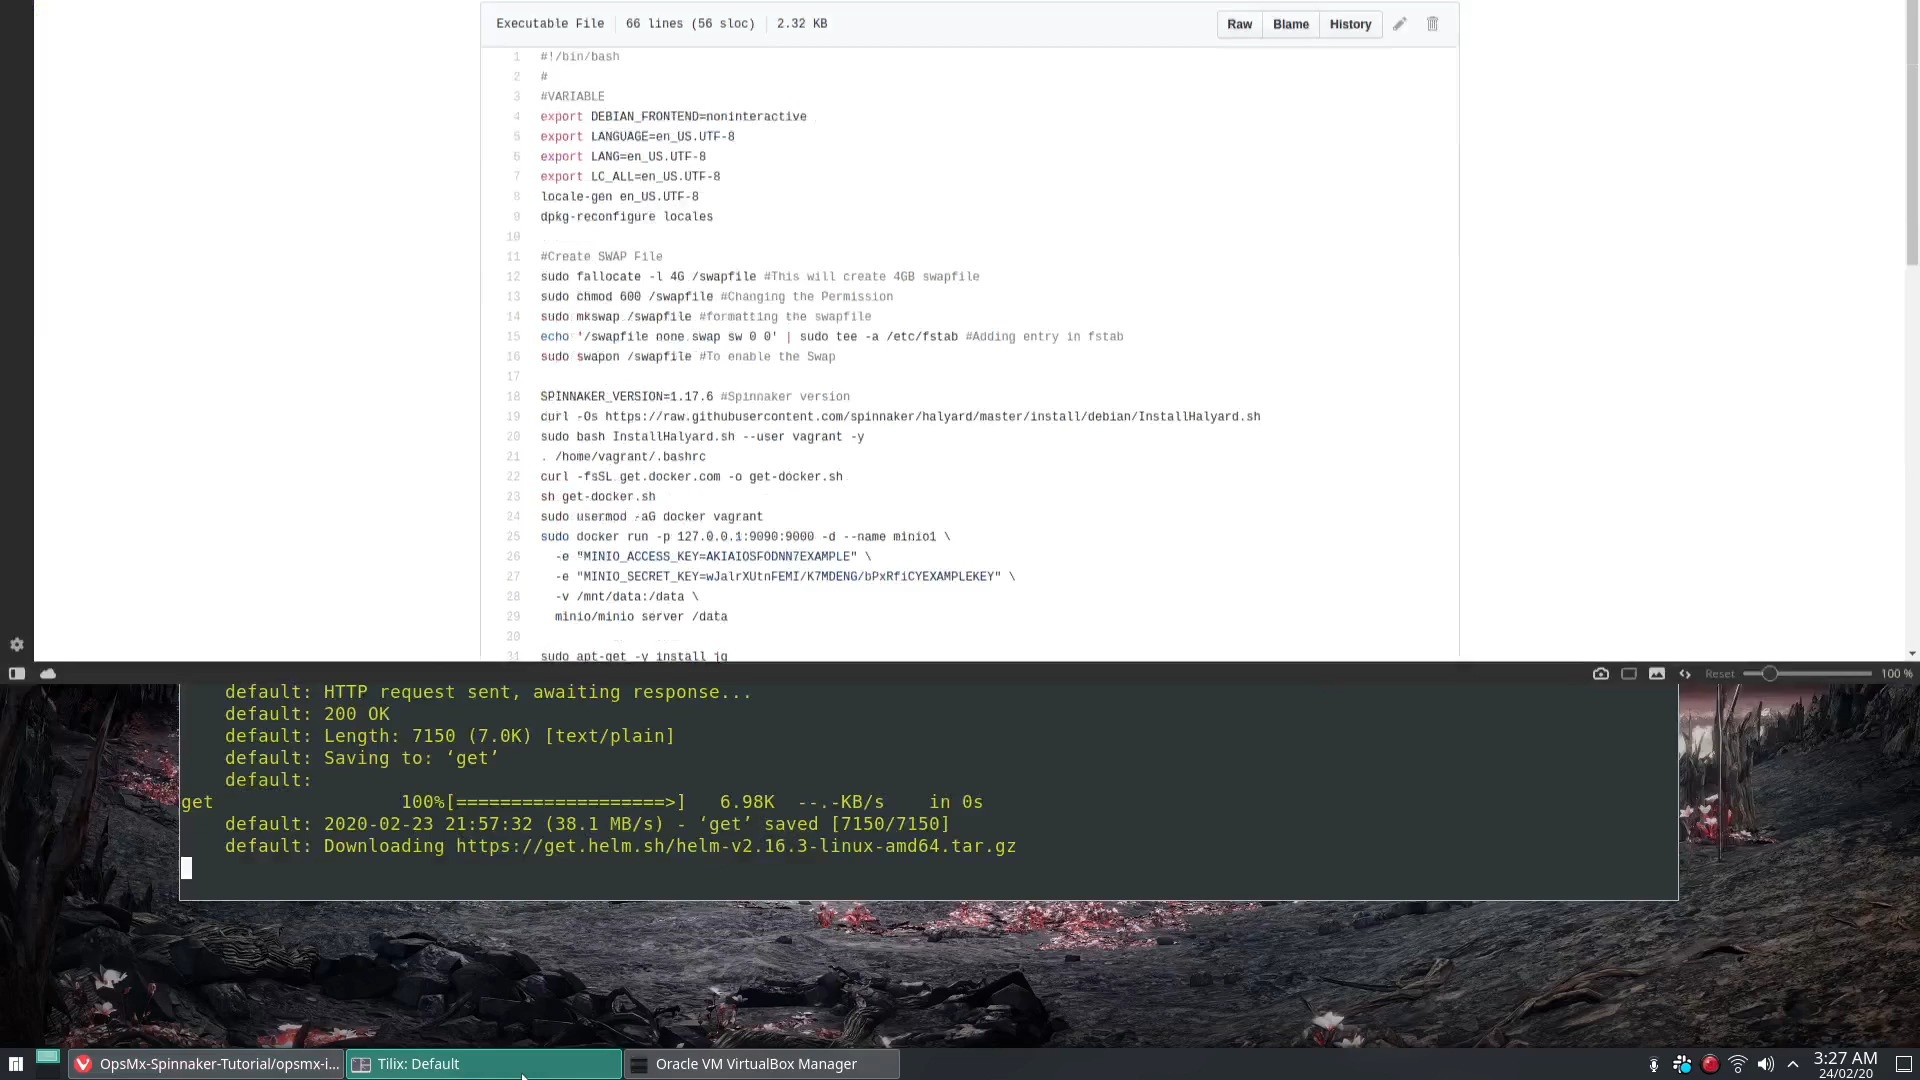 Executable File 66 lines (56 sloc) 2.32 KB Raw Blame History
1 #!/bin/bash
2 #
3 #VARIABLE
4 export DEBIAN_FRONTEND=noninteractive
5 export LANGUAGE=en_US.UTF-8
6 export LANG=en_US.UTF-8
7 export LC_ALL=en_US.UTF-8
8 locale-gen en_US.UTF-8
9 dpkg-reconfigure locales
10
11 #Create SWAP File
12 sudo fallocate -l 4G /swapfile #This will create 4GB swapfile
13 sudo chmod 600 /swapfile #Changing the Permission
14 sudo mkswap /swapfile #formatting the swapfile
15 echo '/swapfile none swap sw 0 0' | sudo tee -a /etc/fstab #Adding entry in fstab
16 sudo swapon /swapfile #To enable the Swap
17
18 SPINNAKER_VERSION=1.17.6 #Spinnaker version
19 curl -Os https://raw.githubusercontent.com/spinnaker/halyard/master/install/debian/InstallHalyard.sh
20 sudo bash InstallHalyard.sh --user vagrant -y
21 . /home/vagrant/.bashrc
22 curl -fsSL get.docker.com -o get-docker.sh
23 sh get-docker.sh
24 sudo usermod -aG docker vagrant
25 sudo docker run -p 127.0.0.1:9090:9000 -d --name minio1 \
26 -e "MINIO_ACCESS_KEY=AKIAIOSFODNN7EXAMPLE" \
27 -e "MINIO_SECRET_KEY=wJalrXUtnFEMI/K7MDENG/bPxRfiCYEXAMPLEKEY" \
28 -v /mnt/data:/data \
29 minio/minio server /data
30
31 sudo apt-get -y install jq
Reset 100 %
default: HTTP request sent, awaiting response...
default: 200 OK
default: Length: 7150 (7.0K) [text/plain]
default: Saving to: ‘get’
default:
get 100%[===================>] 6.98K --.-KB/s in 0s
default: 2020-02-23 21:57:32 (38.1 MB/s) - ‘get’ saved [7150/7150]
default: Downloading https://get.helm.sh/helm-v2.16.3-linux-amd64.tar.gz
OpsMx-Spinnaker-Tutorial/opsmx-i... Tilix: Default Oracle VM VirtualBox Manager 3:27 AM
24/02/20